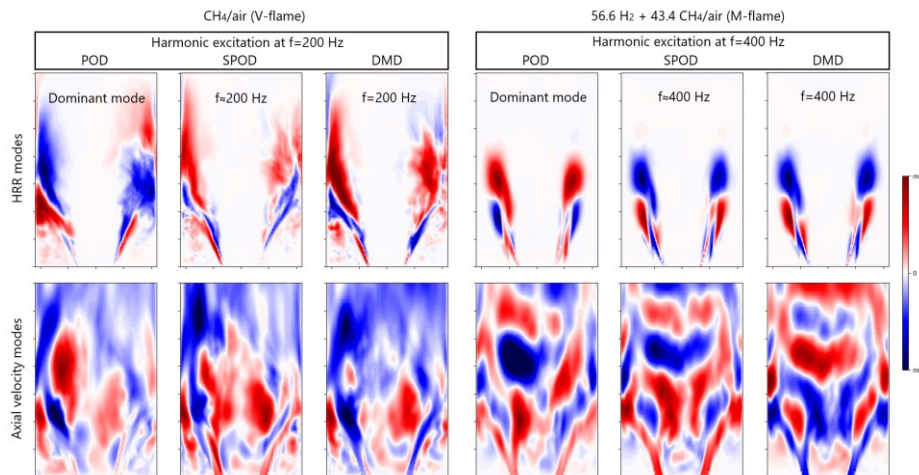 CH₄/air (V-flame)
56.6 H₂ + 43.4 CH₄/air (M-flame)
Harmonic excitation at f=200 Hz
POD SPOD DMD
Harmonic excitation at f=400 Hz
POD SPOD DMD
HRR modes
Dominant mode f≈200 Hz f=200 Hz
Dominant mode f≈400 Hz f=400 Hz
Axial velocity modes
0